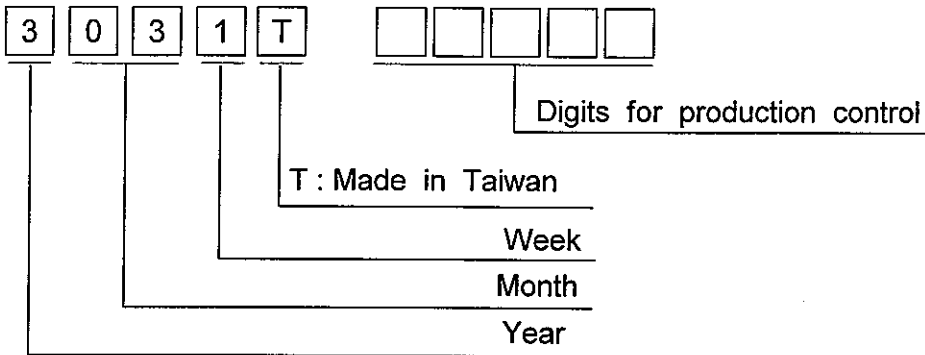 3 0 3 1 T
Digits for production control
T : Made in Taiwan
Week
Month
Year